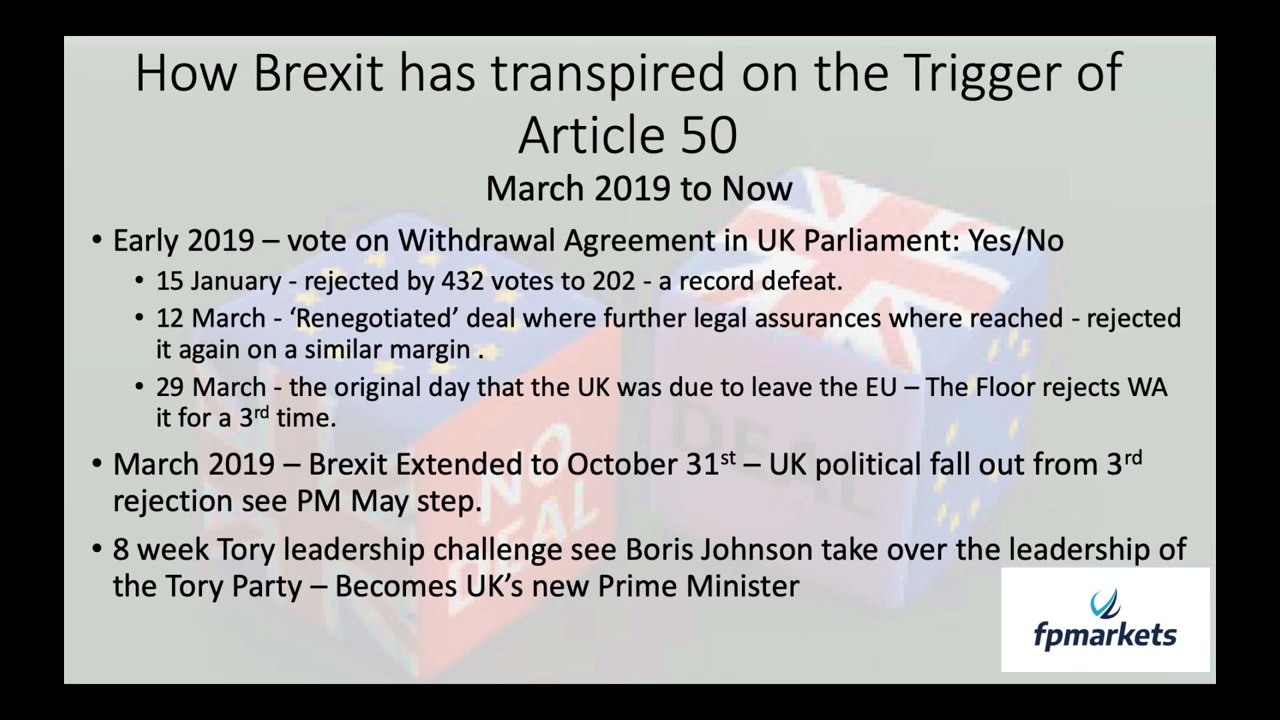 How Brexit has transpired on the Trigger of
Article 50
March 2019 to Now
• Early 2019 – vote on Withdrawal Agreement in UK Parliament: Yes/No
• 15 January - rejected by 432 votes to 202 - a record defeat.
• 12 March - ‘Renegotiated’ deal where further legal assurances where reached - rejected
it again on a similar margin .
• 29 March - the original day that the UK was due to leave the EU – The Floor rejects WA
it for a 3rd time.
• March 2019 – Brexit Extended to October 31st – UK political fall out from 3rd
rejection see PM May step.
• 8 week Tory leadership challenge see Boris Johnson take over the leadership of
the Tory Party – Becomes UK’s new Prime Minister
NO
DEAL
DEAL
fpmarkets